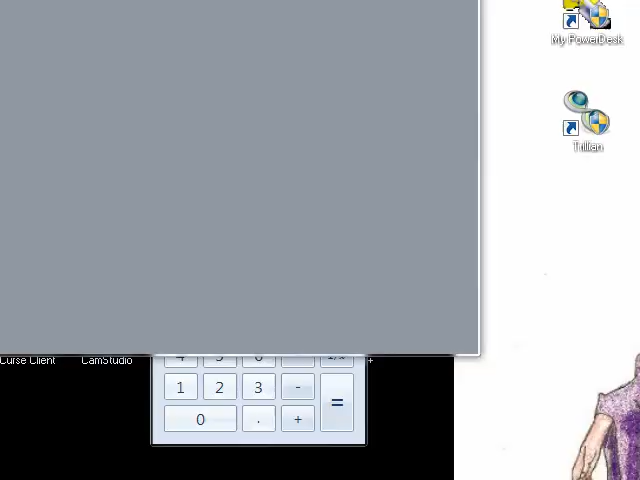 My PowerDesk
Trillian
Curse Client
CamStudio
1 2 3 -
=
0 . +